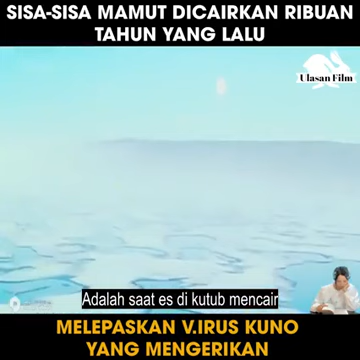 SISA-SISA MAMUT DICAIRKAN RIBUAN
TAHUN YANG LALU
Ulasan Film
Adalah saat es di kutub mencair
MELEPASKAN V.IRUS KUNO
YANG MENGERIKAN